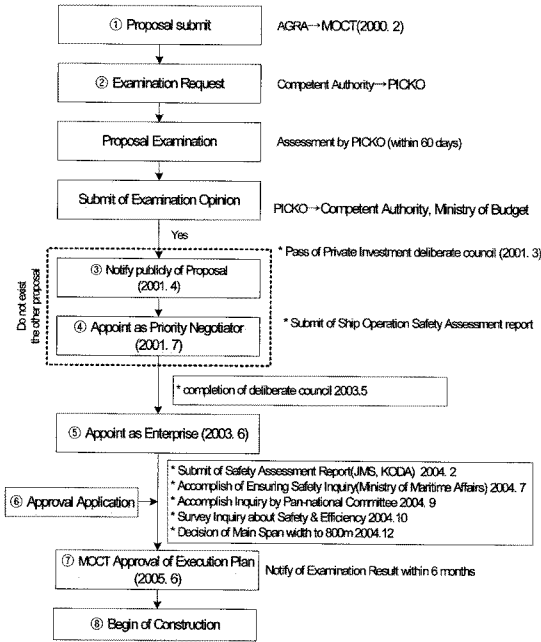 ① Proposal submit
AGRA→MOCT(2000. 2)
② Examination Request
Competent Authority→PICKO
Proposal Examination
Assessment by PICKO (within 60 days)
Submit of Examination Opinion
PICKO→Competent Authority, Ministry of Budget
Yes
* Pass of Private Investment deliberate council (2001. 3)
Do not exist
the other proposal
③ Notify publicly of Proposal
(2001. 4)
④ Appoint as Priority Negotiator
(2001. 7)
* Submit of Ship Operation Safety Assessment report
* completion of deliberate council 2003.5
⑤ Appoint as Enterprise (2003. 6)
⑥ Approval Application
* Submit of Safety Assessment Report(JMS, KODA) 2004. 2
* Accomplish of Ensuring Safety Inquiry(Ministry of Maritime Affairs) 2004. 7
* Accomplish Inquiry by Pan-national Committee 2004. 9
* Survey Inquiry about Safety & Efficiency 2004.10
* Decision of Main Span width to 800m 2004.12
⑦ MOCT Approval of Execution Plan
(2005. 6)
Notify of Examination Result within 6 months
⑧ Begin of Construction